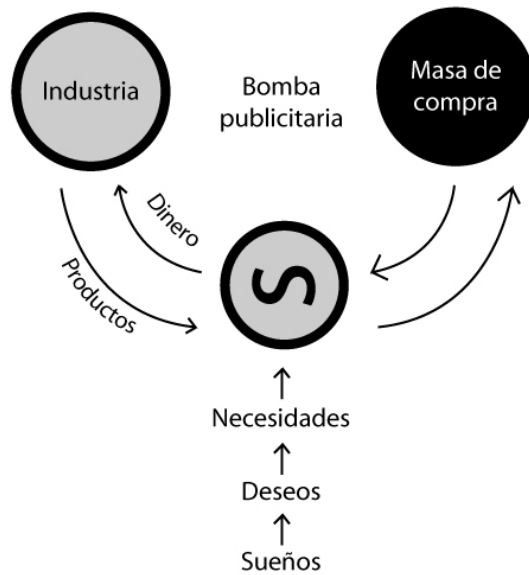 Industria
Bomba
publicitaria
Masa de
compra
Dinero
Productos
S
Necesidades
Deseos
Sueños